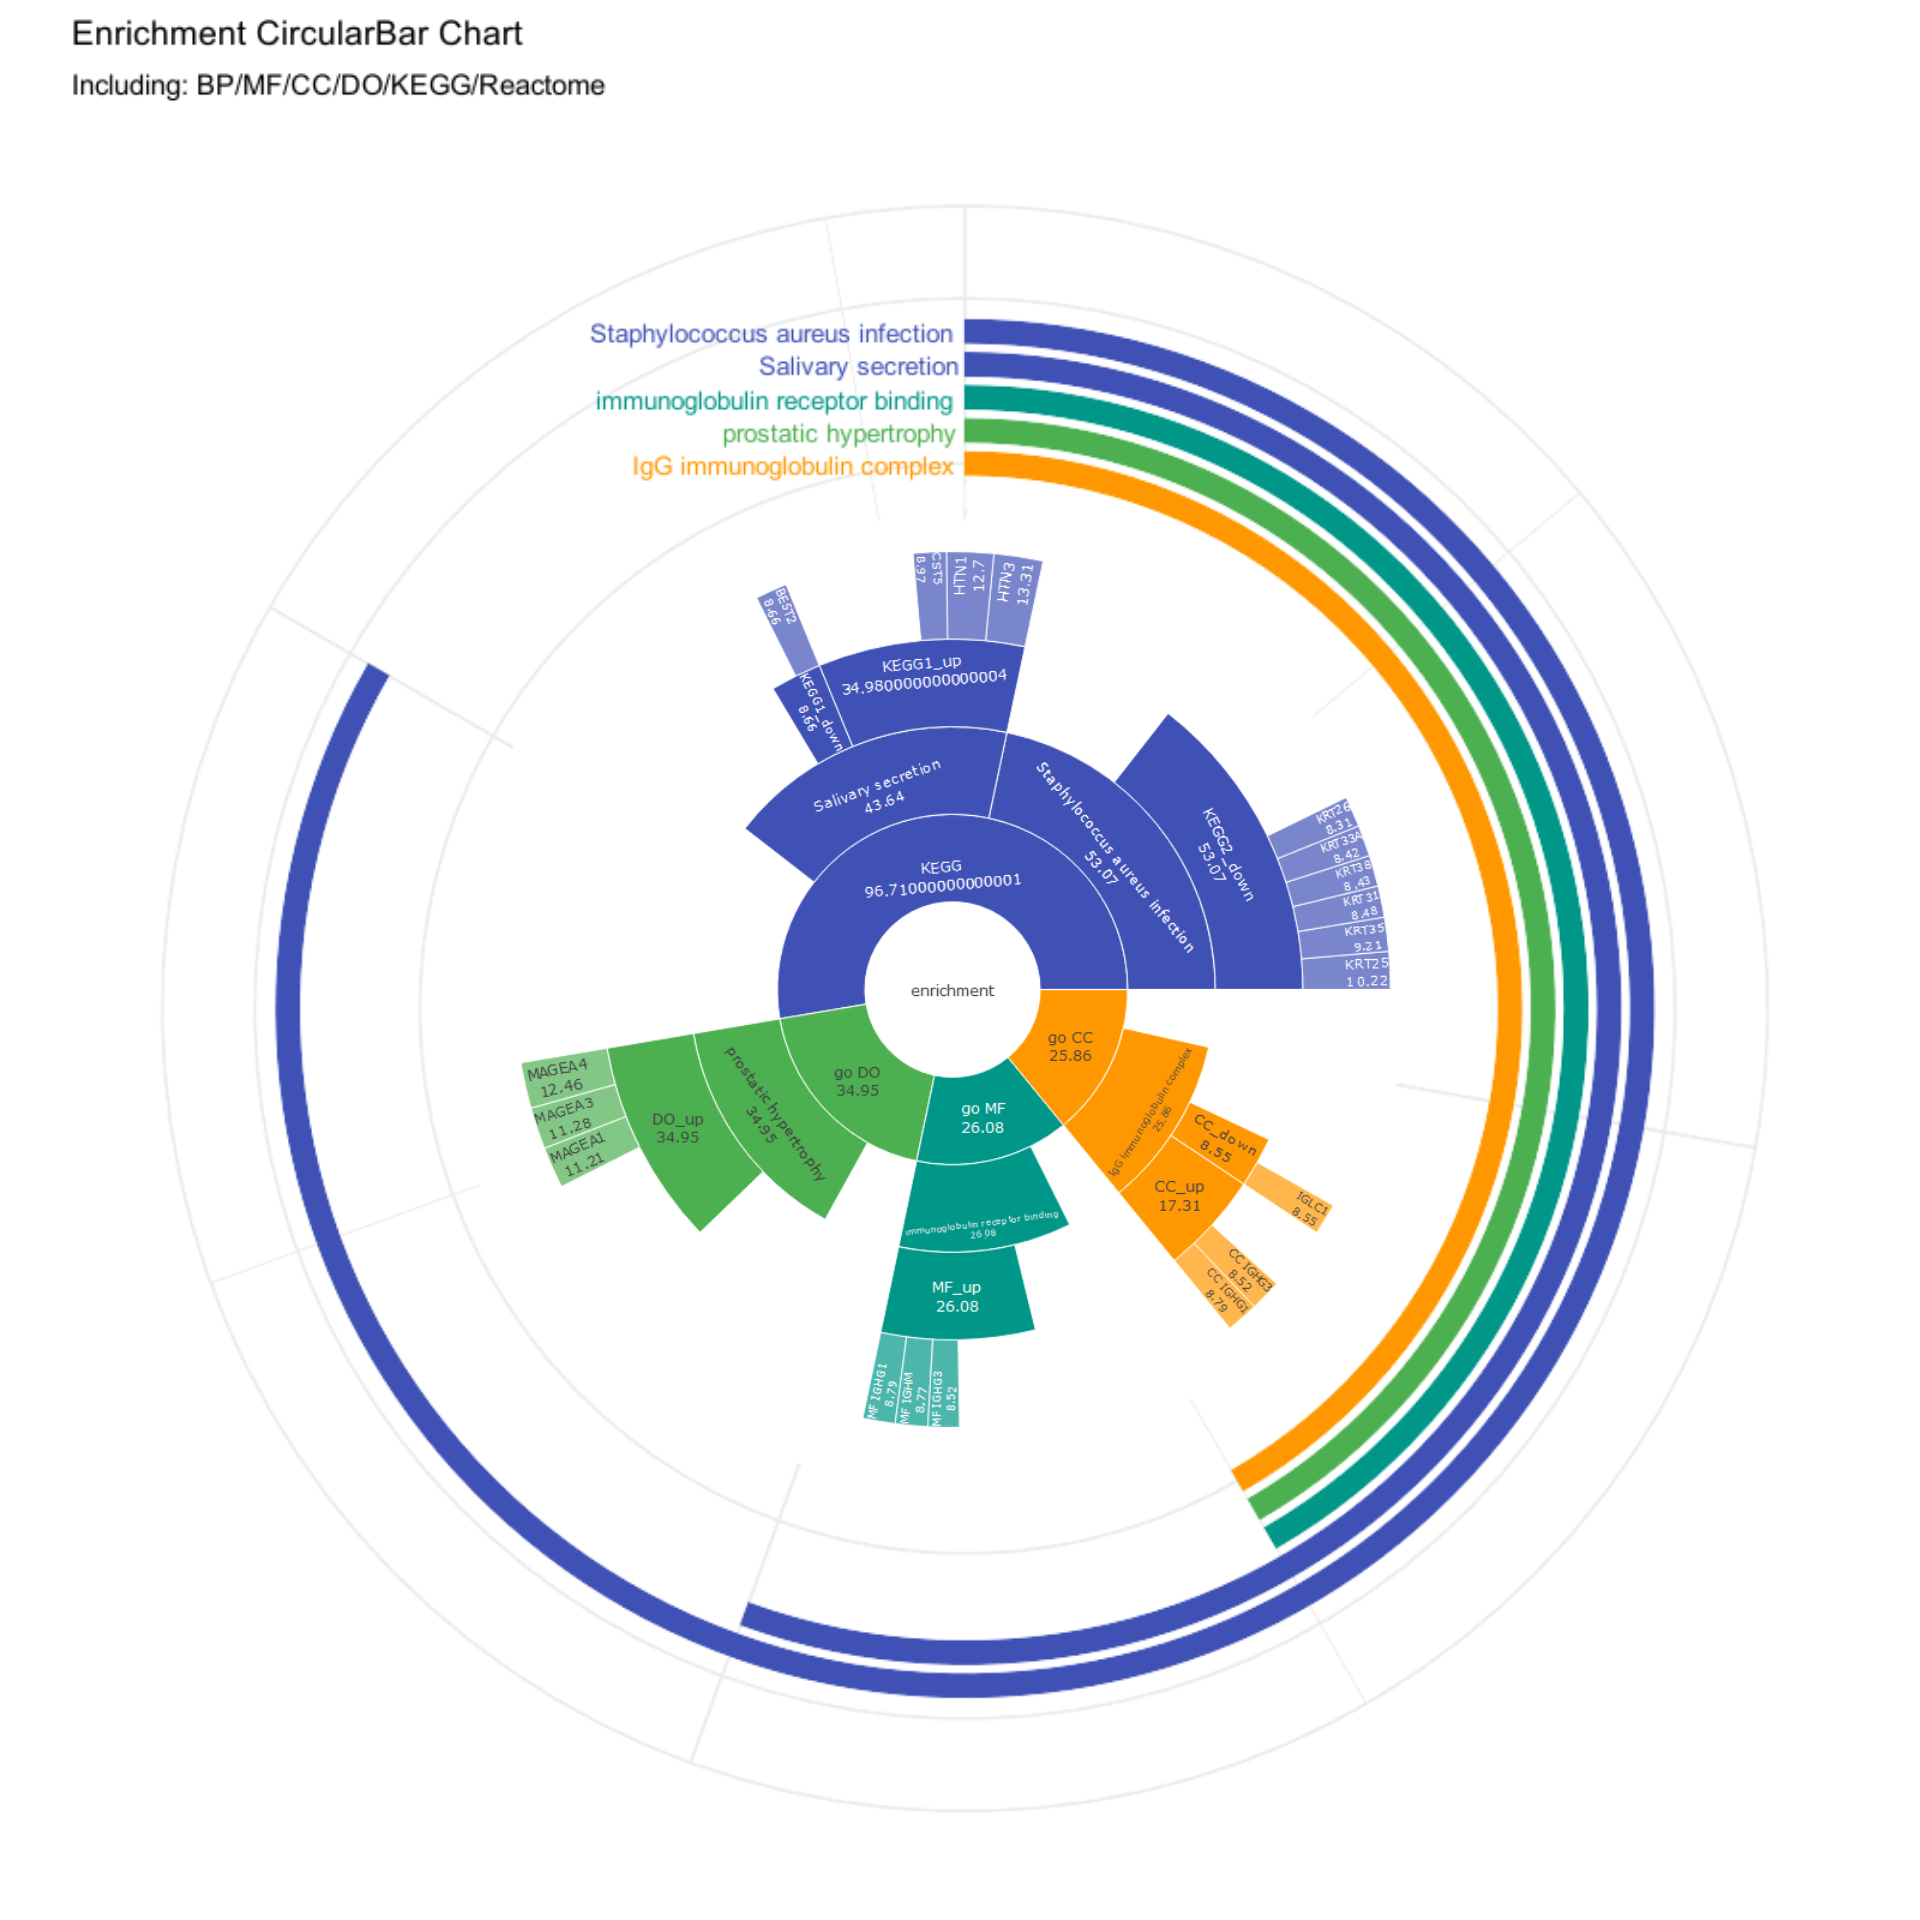 Enrichment CircularBar Chart
Including: BP/MF/CC/DO/KEGG/Reactome
Staphylococcus aureus infection
Salivary secretion
immunoglobulin receptor binding
prostatic hypertrophy
IgG immunoglobulin complex
CST5
8.97
HTN1
12.7
HTN3
13.31
BEST2
8.66
KEGG1_up
34.980000000000004
KEGG1_down
8.66
Salivary secretion
43.64
Staphylococcus aureus infection
53.07
KEGG2_down
53.07
KRT26
8.31
KRT33A
8.42
KRT38
8.43
KRT31
8.48
KRT35
9.21
KRT25
10.22
KEGG
96.71000000000001
enrichment
go CC
25.86
IgG immunoglobulin complex
25.86
CC_down
8.55
CC_up
17.31
IGLC1
8.55
CC IGHG3
8.52
CC IGHG1
8.79
go MF
26.08
immunoglobulin receptor binding
26.08
MF_up
26.08
MF IGHG1
8.79
MF IGHM
8.77
MF IGHG3
8.52
go DO
34.95
prostatic hypertrophy
34.95
DO_up
34.95
MAGEA4
12.46
MAGEA3
11.28
MAGEA1
11.21